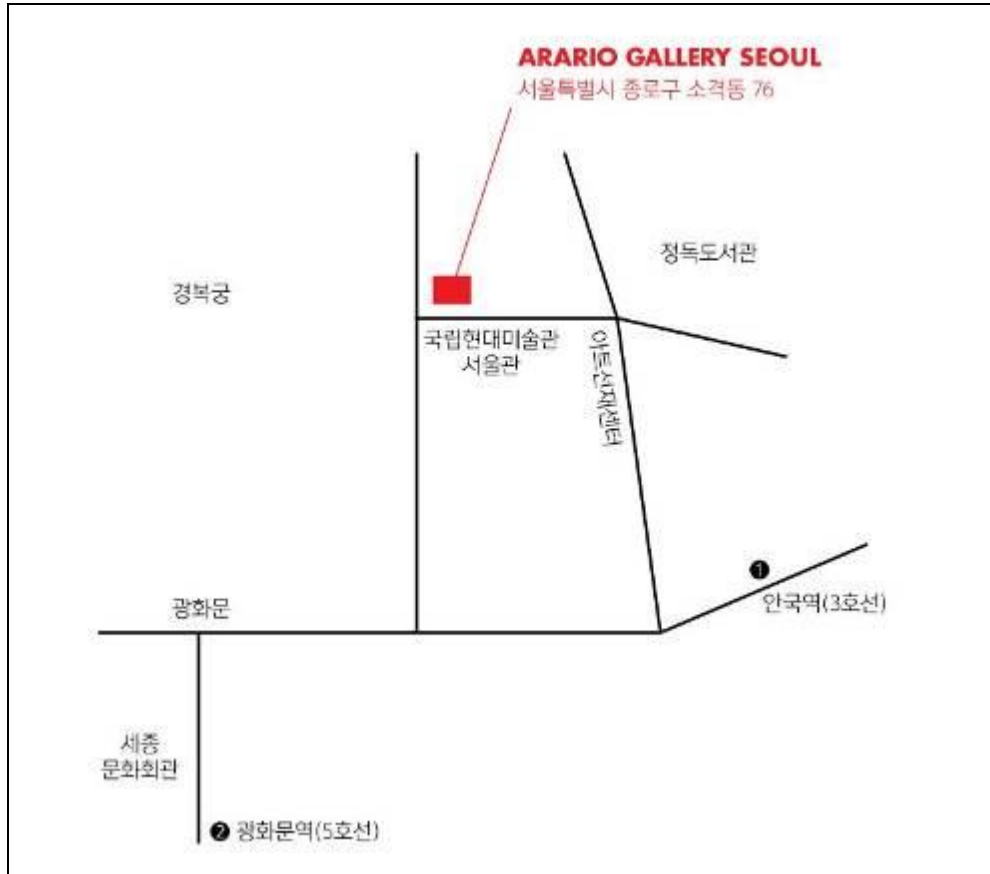 ARARIO GALLERY SEOUL
서울특별시 종로구 소격동 76
정독도서관
경복궁
국립현대미술관
서울관
아트선재센터
1
안국역(3호선)
광화문
세종
문화회관
2 광화문역(5호선)